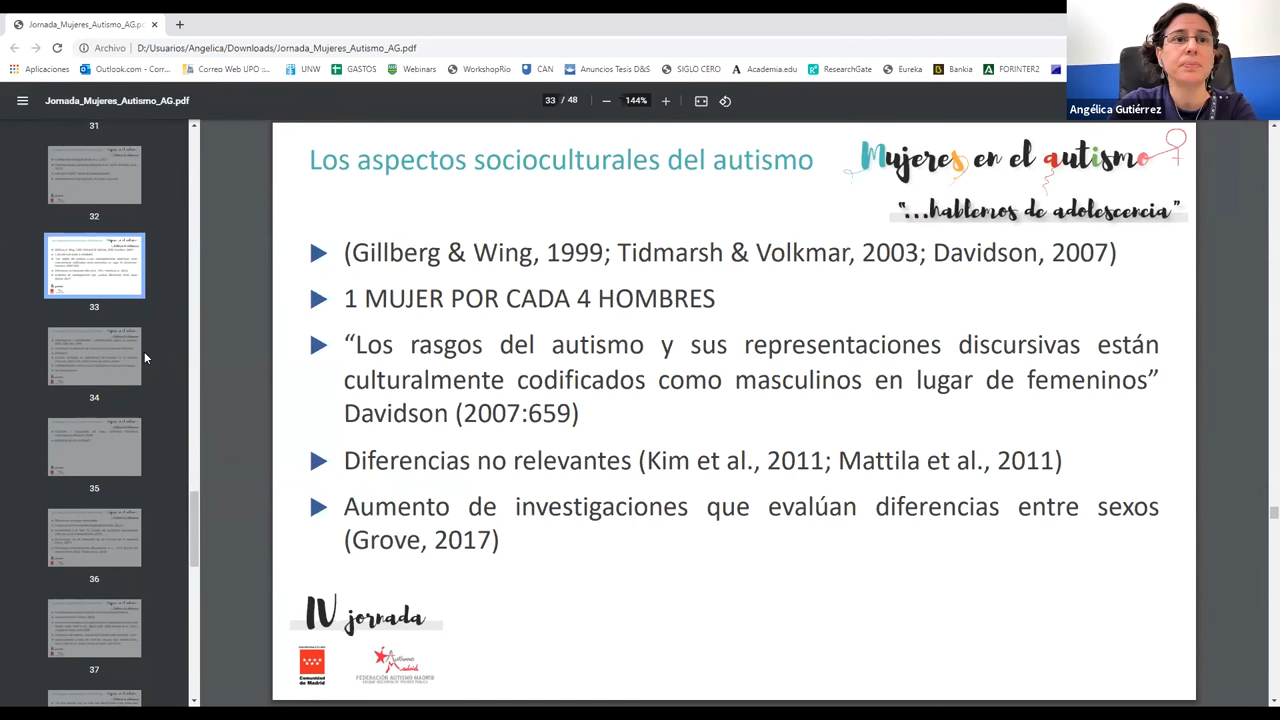 Jornada_Mujeres_Autismo_AG.pdf
Archivo D:/Usuarios/Angelica/Downloads/Jornada_Mujeres_Autismo_AG.pdf
Aplicaciones Outlook.com - Corr... Correo Web UPO ::... UNW GASTOS Webinars WorkshopRio CAN Anuncios Tesis D&S SIGLO CERO Academia.edu ResearchGate Eureka Bankia FORINTER2
Angélica Gutiérrez
Jornada_Mujeres_Autismo_AG.pdf
33 / 48
144%
31
32
33
34
35
36
37
Los aspectos socioculturales del autismo
Mujeres en el autismo
“...hablemos de adolescencia”
(Gillberg & Wing, 1999; Tidmarsh & Volkmar, 2003; Davidson, 2007)
1 MUJER POR CADA 4 HOMBRES
“Los rasgos del autismo y sus representaciones discursivas están
culturalmente codificados como masculinos en lugar de femeninos”
Davidson (2007:659)
Diferencias no relevantes (Kim et al., 2011; Mattila et al., 2011)
Aumento de investigaciones que evalúan diferencias entre sexos
(Grove, 2017)
IV jornada
Comunidad
de Madrid
Autismo
Madrid
FEDERACIÓN AUTISMO MADRID